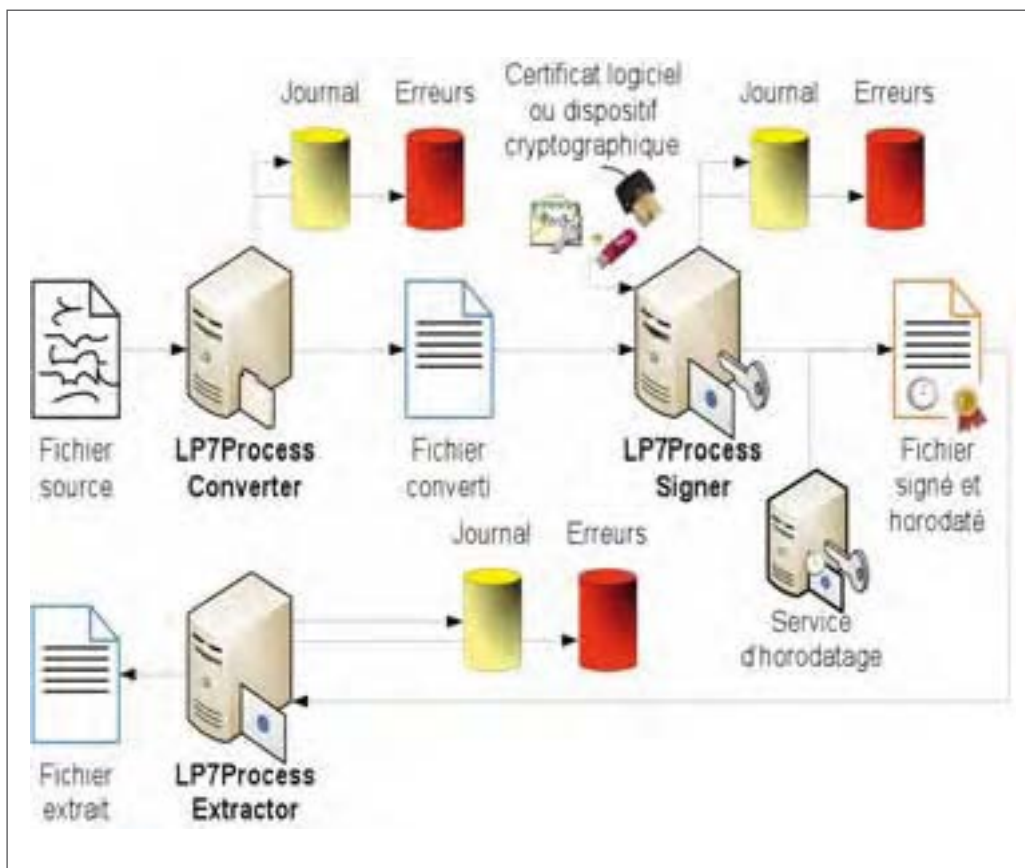 Certificat logiciel
ou dispositif
cryptographique
Journal
Erreurs
Journal
Erreurs
Fichier
source
LP7Process
Converter
Fichier
converti
LP7Process
Signer
Fichier
signé et
horodaté
Journal
Erreurs
Service
d'horodatage
Fichier
extrait
LP7Process
Extractor